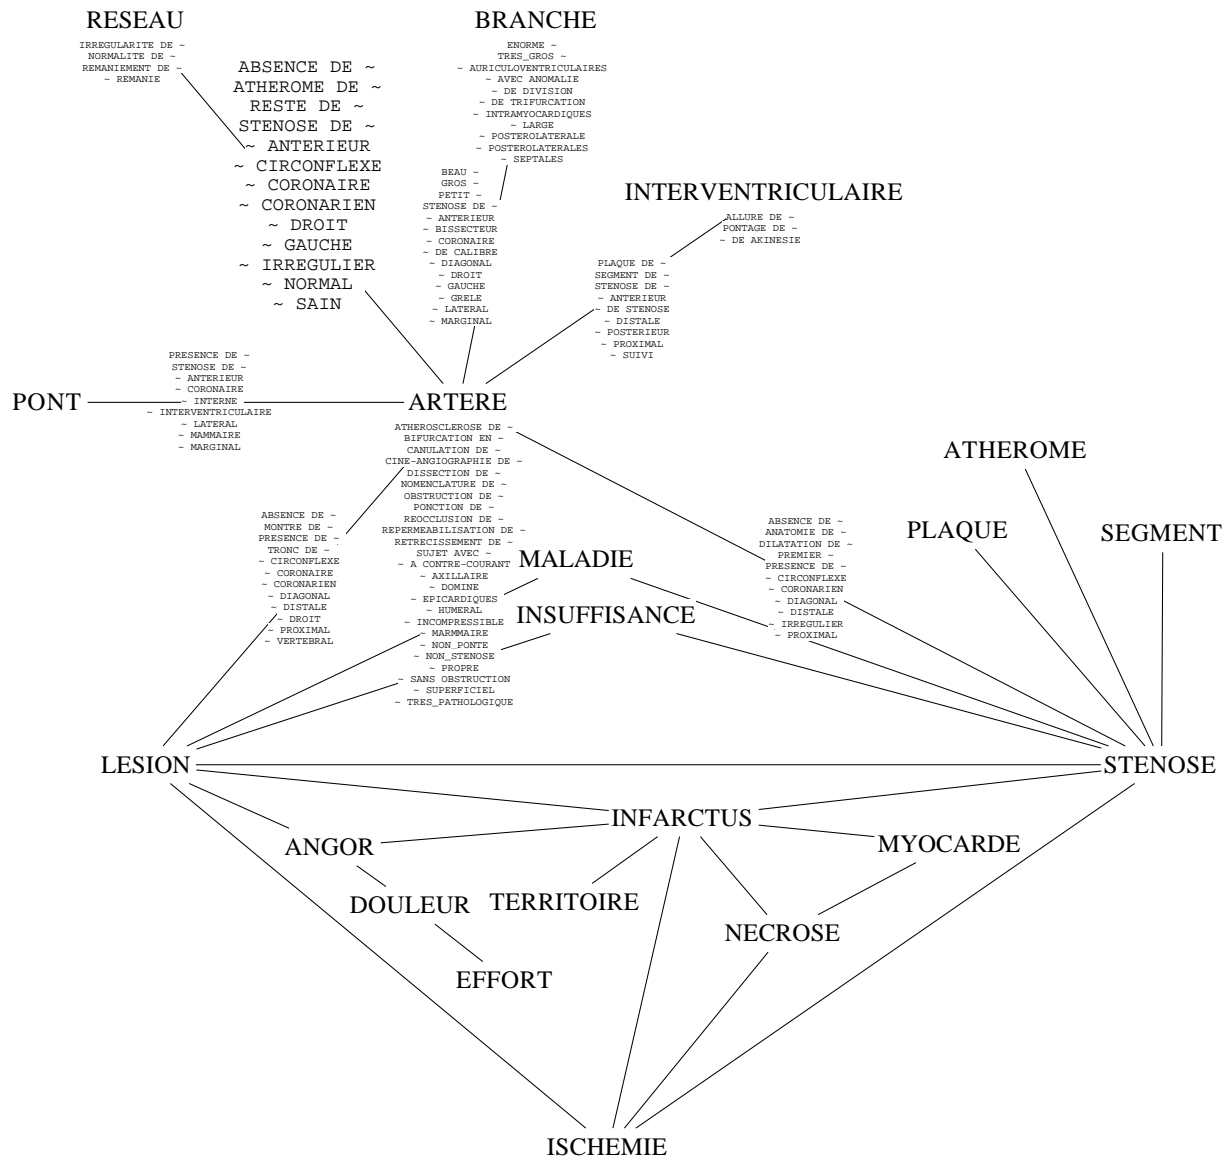 RESEAU
IRREGULARITE DE ~
NORMALITE DE ~
REMANIEMENT DE ~
~ REMANIE
ABSENCE DE ~
ATHEROME DE ~
RESTE DE ~
STENOSE DE ~
~ ANTERIEUR
~ CIRCONFLEXE
~ CORONAIRE
~ CORONARIEN
~ DROIT
~ GAUCHE
~ IRREGULIER
~ NORMAL
~ SAIN
BRANCHE
ENORME ~
TRES_GROS ~
~ AURICULOVENTRICULAIRES
~ AVEC ANOMALIE
~ DE DIVISION
~ DE TRIFURCATION
~ INTRAMYOCARDIQUES
~ LARGE
~ POSTEROLATERALE
~ POSTEROLATERALES
~ SEPTALES
BEAU ~
GROS ~
PETIT ~
STENOSE DE ~
~ ANTERIEUR
~ BISSECTEUR
~ CORONAIRE
~ DE CALIBRE
~ DIAGONAL
~ DROIT
~ GAUCHE
~ GRELE
~ LATERAL
~ MARGINAL
INTERVENTRICULAIRE
ALLURE DE ~
PONTAGE DE ~
~ DE AKINESIE
PLAQUE DE ~
SEGMENT DE ~
STENOSE DE ~
~ ANTERIEUR
~ DE STENOSE
~ DISTALE
~ POSTERIEUR
~ PROXIMAL
~ SUIVI
PONT
PRESENCE DE ~
STENOSE DE ~
~ ANTERIEUR
~ CORONAIRE
~ INTERNE
~ INTERVENTRICULAIRE
~ LATERAL
~ MAMMAIRE
~ MARGINAL
ARTERE
ATHEROSCLEROSE DE ~
BIFURCATION EN ~
CANULATION DE ~
CINE-ANGIOGRAPHIE DE ~
DISSECTION DE ~
NOMENCLATURE DE ~
OBSTRUCTION DE ~
PONCTION DE ~
REOCCLUSION DE ~
REPERMEABILISATION DE ~
RETRECISSEMENT DE ~
SUJET AVEC ~
~ A CONTRE-COURANT
~ AXILLAIRE
~ DOMINE
~ EPICARDIQUES
~ HUMERAL
~ INCOMPRESSIBLE
~ MARMMAIRE
~ NON_PONTE
~ NON_STENOSE
~ PROPRE
~ SANS OBSTRUCTION
~ SUPERFICIEL
~ TRES_PATHOLOGIQUE
ABSENCE DE ~
MONTRE DE ~
PRESENCE DE ~
TRONC DE ~
~ CIRCONFLEXE
~ CORONAIRE
~ CORONARIEN
~ DIAGONAL
~ DISTALE
~ DROIT
~ PROXIMAL
~ VERTEBRAL
MALADIE
INSUFFISANCE
ABSENCE DE ~
ANATOMIE DE ~
DILATATION DE ~
PREMIER ~
PRESENCE DE ~
~ CIRCONFLEXE
~ CORONARIEN
~ DIAGONAL
~ DISTALE
~ IRREGULIER
~ PROXIMAL
ATHEROME
PLAQUE
SEGMENT
LESION
STENOSE
INFARCTUS
ANGOR
MYOCARDE
DOULEUR
TERRITOIRE
NECROSE
EFFORT
ISCHEMIE